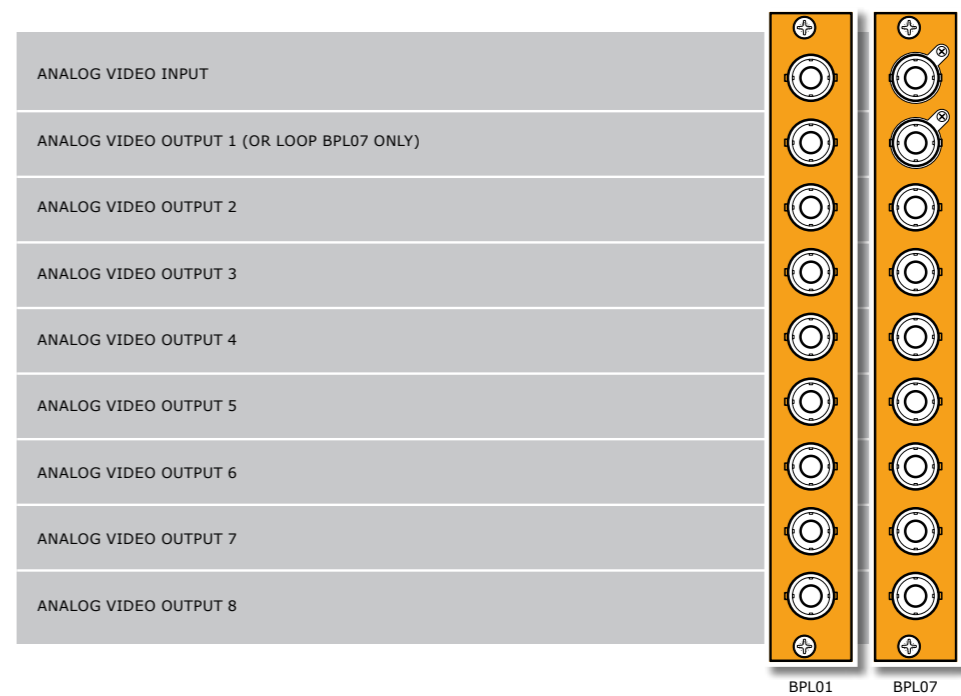 ANALOG VIDEO INPUT
ANALOG VIDEO OUTPUT 1 (OR LOOP BPL07 ONLY)
ANALOG VIDEO OUTPUT 2
ANALOG VIDEO OUTPUT 3
ANALOG VIDEO OUTPUT 4
ANALOG VIDEO OUTPUT 5
ANALOG VIDEO OUTPUT 6
ANALOG VIDEO OUTPUT 7
ANALOG VIDEO OUTPUT 8
BPL01 BPL07